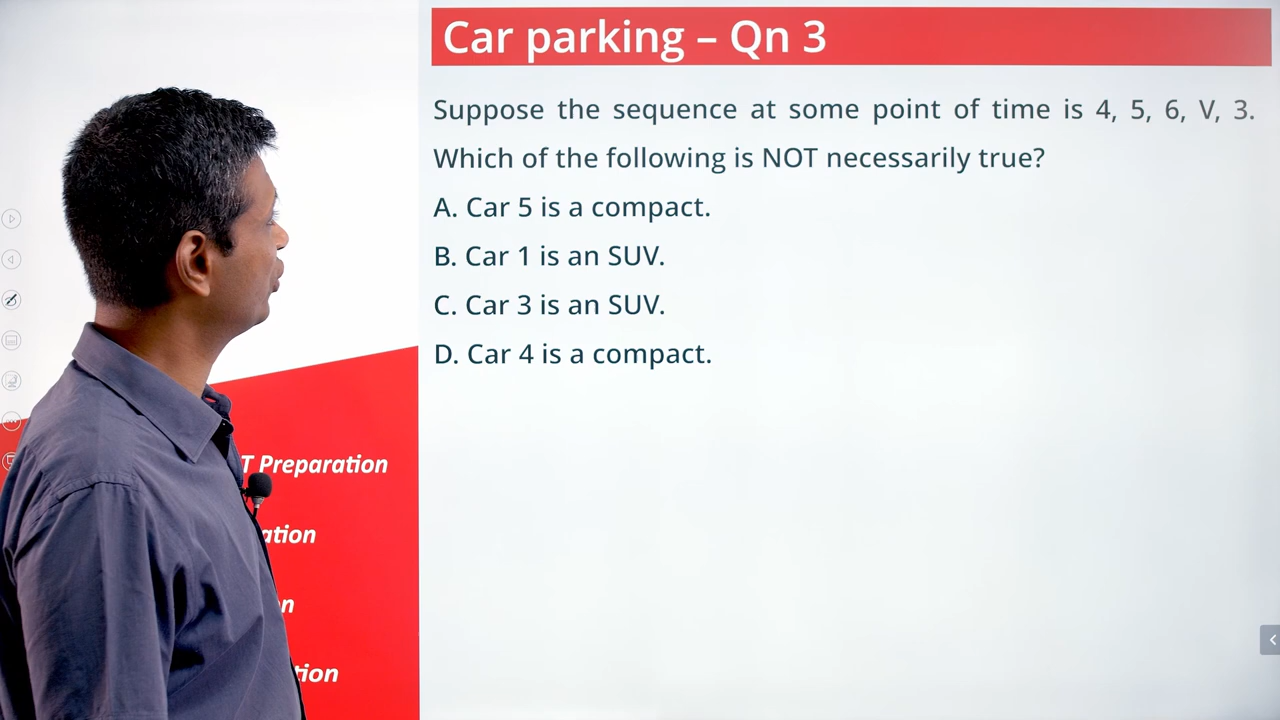 Car parking – Qn 3
Suppose the sequence at some point of time is 4, 5, 6, V, 3.
Which of the following is NOT necessarily true?
A. Car 5 is a compact.
B. Car 1 is an SUV.
C. Car 3 is an SUV.
D. Car 4 is a compact.
T Preparation
ation
n
tion